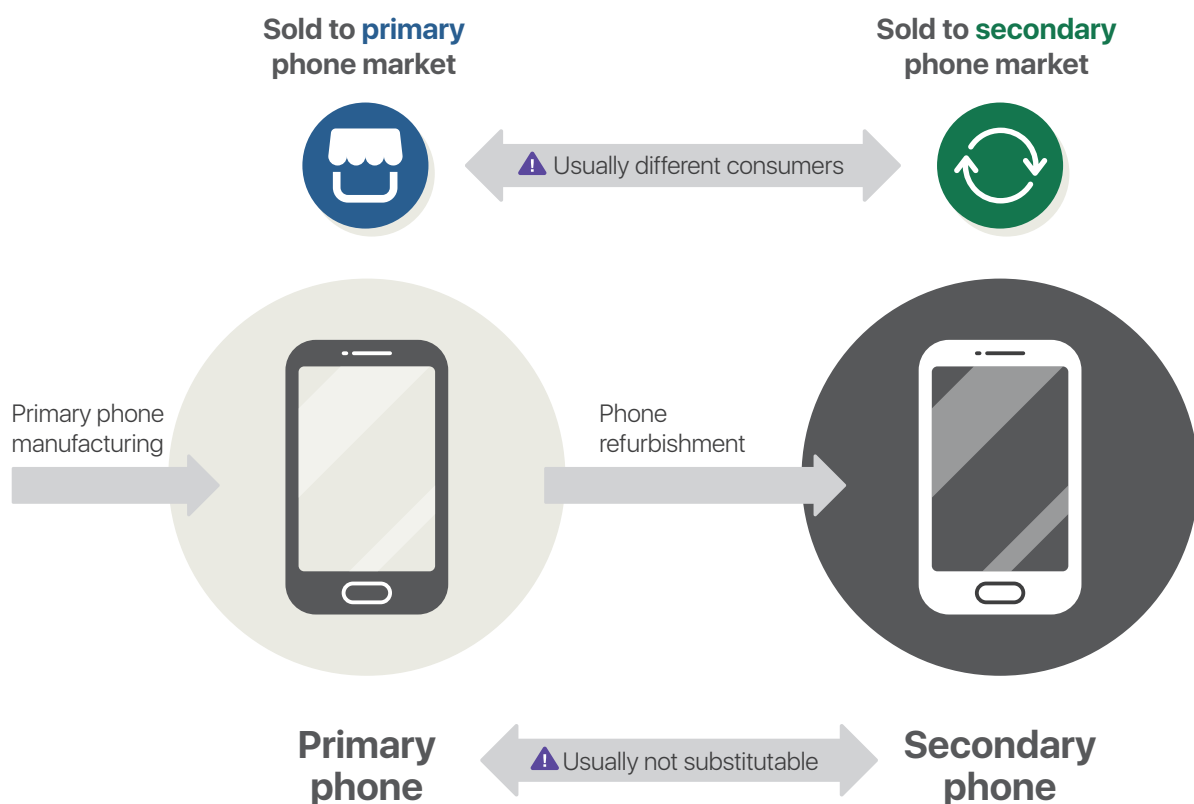 Sold to primary
phone market
Sold to secondary
phone market
Usually different consumers
Primary phone
manufacturing
Phone
refurbishment
Primary
phone
Usually not substitutable
Secondary
phone